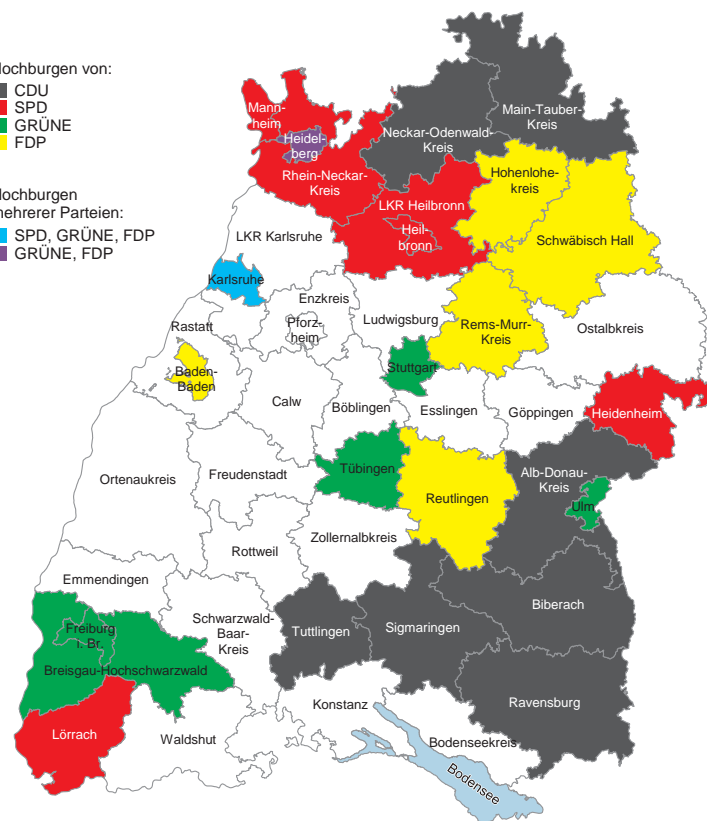 lochburgen von:
CDU
SPD
GRÜNE
FDP
lochburgen
nehrerer Parteien:
SPD, GRÜNE, FDP
GRÜNE, FDP
Main-Tauber-
Kreis
Mann-
heim
Neckar-Odenwald-
Kreis
Heidel-
berg
Rhein-Neckar-
Kreis
Hohenlohe-
kreis
LKR Heilbronn
Heil-
bronn
LKR Karlsruhe
Schwäbisch Hall
Karlsruhe
Enzkreis
Pforz-
heim
Ludwigsburg
Rastatt
Rems-Murr-
Kreis
Ostalbkreis
Baden-
Baden
Stuttgart
Calw
Böblingen
Esslingen
Göppingen
Heidenheim
Ortenaukreis
Freudenstadt
Tübingen
Reutlingen
Alb-Donau-
Kreis
Ulm
Rottweil
Zollernalbkreis
Emmendingen
Schwarzwald-
Baar-
Kreis
Biberach
Freiburg
i. Br.
Tuttlingen
Sigmaringen
Breisgau-Hochschwarzwald
Konstanz
Ravensburg
Lörrach
Waldshut
Bodenseekreis
Bodensee